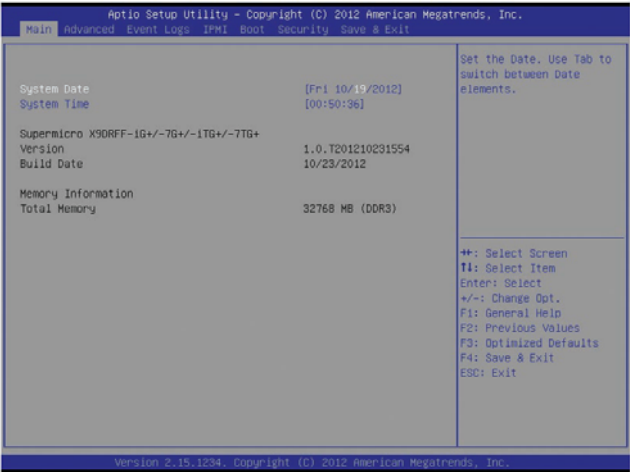 Aptio Setup Utility – Copyright (C) 2012 American Megatrends, Inc.
Main Advanced Event Logs IPMI Boot Security Save & Exit
System Date [Fri 10/19/2012]
System Time [00:50:36]
Supermicro X9DRFF-iG+/-7G+/-iTG+/-7TG+
Version 1.0.T201210231554
Build Date 10/23/2012
Memory Information
Total Memory 32768 MB (DDR3)
Set the Date. Use Tab to
switch between Date
elements.
→←: Select Screen
↑↓: Select Item
Enter: Select
+/-: Change Opt.
F1: General Help
F2: Previous Values
F3: Optimized Defaults
F4: Save & Exit
ESC: Exit
Version 2.15.1234. Copyright (C) 2012 American Megatrends, Inc.